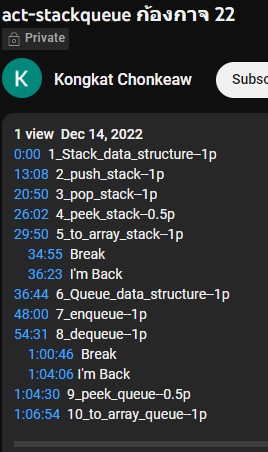 act-stackqueue ก้องกาจ 22
Private
K
Kongkat Chonkeaw
Subsc
1 view Dec 14, 2022
0:00 1_Stack_data_structure--1p
13:08 2_push_stack--1p
20:50 3_pop_stack--1p
26:02 4_peek_stack--0.5p
29:50 5_to_array_stack--1p
34:55 Break
36:23 I'm Back
36:44 6_Queue_data_structure--1p
48:00 7_enqueue--1p
54:31 8_dequeue--1p
1:00:46 Break
1:04:06 I'm Back
1:04:30 9_peek_queue--0.5p
1:06:54 10_to_array_queue--1p